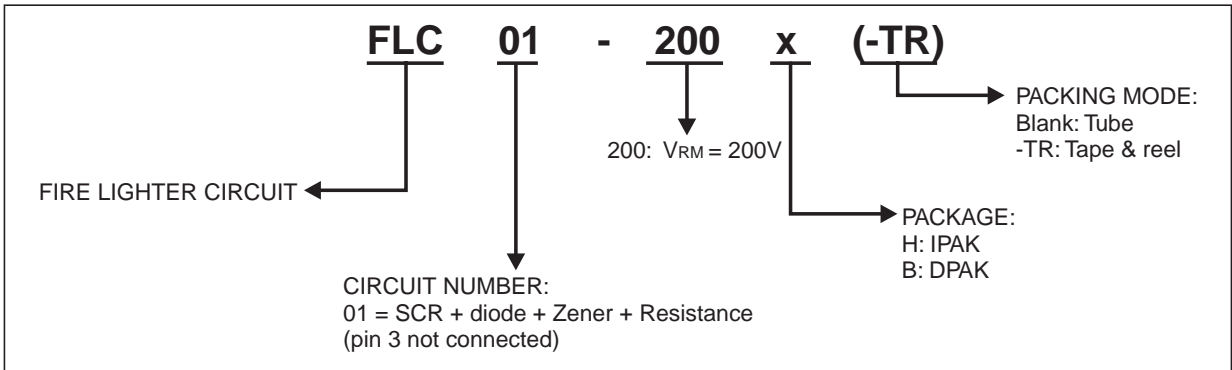 FLC 01 - 200 x (-TR)
PACKING MODE:
Blank: Tube
-TR: Tape & reel
200: VRM = 200V
FIRE LIGHTER CIRCUIT
PACKAGE:
H: IPAK
B: DPAK
CIRCUIT NUMBER:
01 = SCR + diode + Zener + Resistance
(pin 3 not connected)